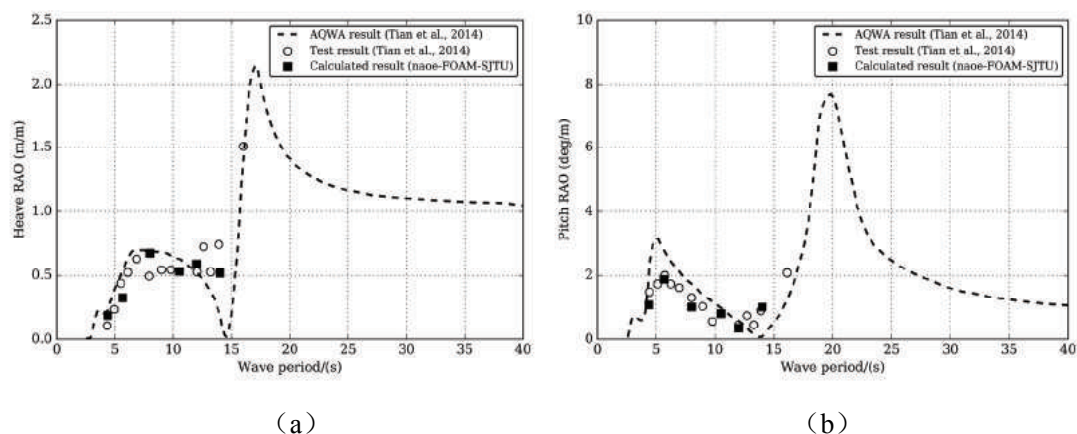 2.5
2.0
1.5
1.0
0.5
0.0
Heave RAO (m/m)
AQWA result (Tian et al., 2014)
Test result (Tian et al., 2014)
Calculated result (naoe-FOAM-SJTU)
0 5 10 15 20 25 30 35 40
Wave period/(s)
(a)
10
8
6
4
2
0
Pitch RAO (deg/m)
AQWA result (Tian et al., 2014)
Test result (Tian et al., 2014)
Calculated result (naoe-FOAM-SJTU)
0 5 10 15 20 25 30 35 40
Wave period/(s)
(b)